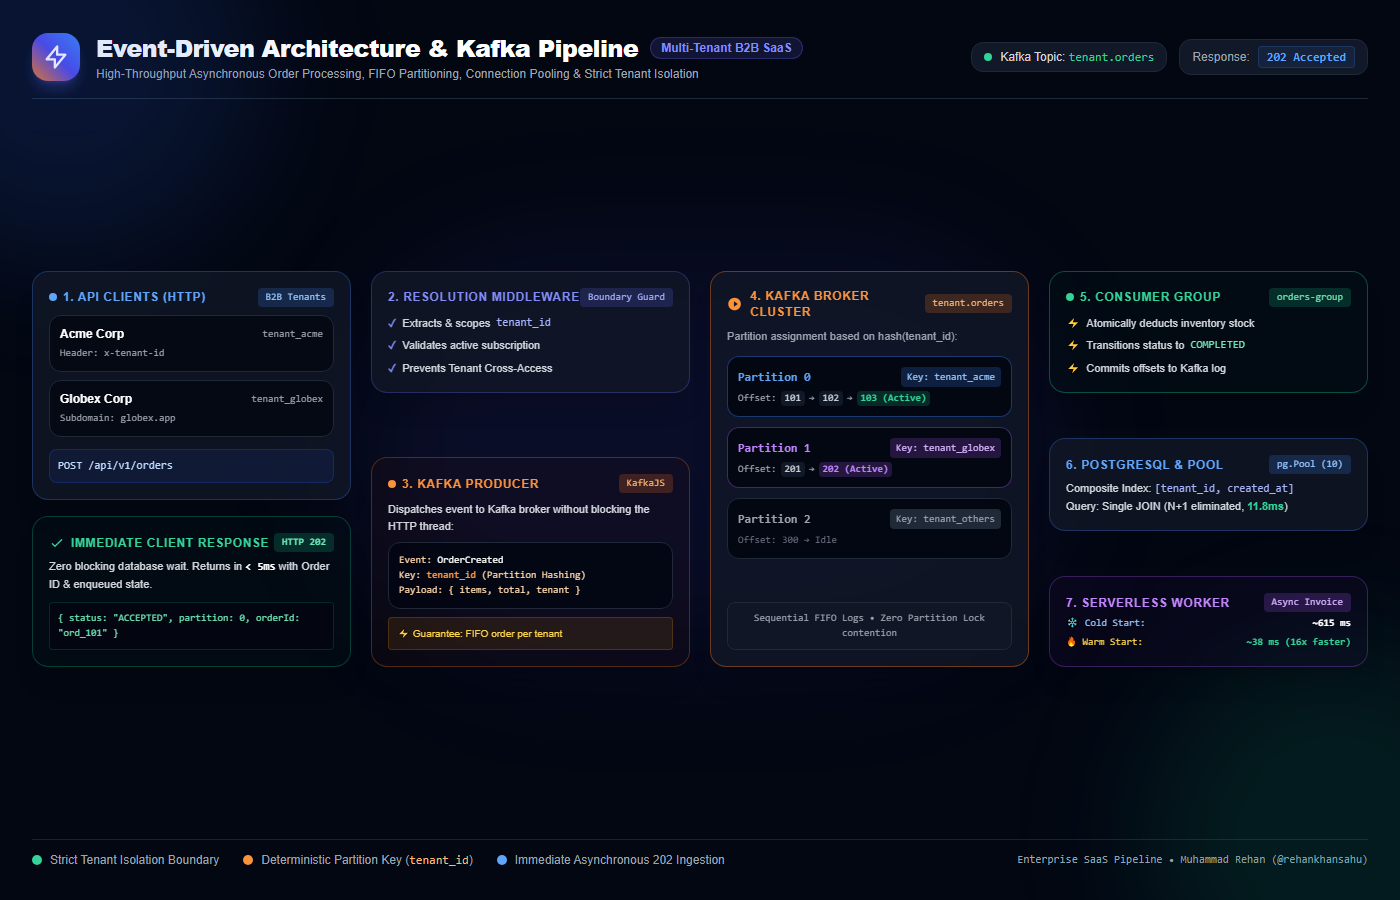 Event-Driven Architecture & Kafka Pipeline
Multi-Tenant B2B SaaS
High-Throughput Asynchronous Order Processing, FIFO Partitioning, Connection Pooling & Strict Tenant Isolation
Kafka Topic: tenant.orders
Response: 202 Accepted
1. API CLIENTS (HTTP)
B2B Tenants
Acme Corp
tenant_acme
Header: x-tenant-id
Globex Corp
tenant_globex
Subdomain: globex.app
POST /api/v1/orders
IMMEDIATE CLIENT RESPONSE
HTTP 202
Zero blocking database wait. Returns in < 5ms with Order
ID & enqueued state.
{ status: "ACCEPTED", partition: 0, orderId:
"ord_101" }
2. RESOLUTION MIDDLEWARE
Boundary Guard
✓ Extracts & scopes tenant_id
✓ Validates active subscription
✓ Prevents Tenant Cross-Access
3. KAFKA PRODUCER
KafkaJS
Dispatches event to Kafka broker without blocking the
HTTP thread:
Event: OrderCreated
Key: tenant_id (Partition Hashing)
Payload: { items, total, tenant }
⚡ Guarantee: FIFO order per tenant
4. KAFKA BROKER
CLUSTER
tenant.orders
Partition assignment based on hash(tenant_id):
Partition 0
Key: tenant_acme
Offset: 101 → 102 → 103 (Active)
Partition 1
Key: tenant_globex
Offset: 201 → 202 (Active)
Partition 2
Key: tenant_others
Offset: 300 → Idle
Sequential FIFO Logs • Zero Partition Lock
contention
5. CONSUMER GROUP
orders-group
⚡ Atomically deducts inventory stock
⚡ Transitions status to COMPLETED
⚡ Commits offsets to Kafka log
6. POSTGRESQL & POOL
pg.Pool (10)
Composite Index: [tenant_id, created_at]
Query: Single JOIN (N+1 eliminated, 11.8ms)
7. SERVERLESS WORKER
Async Invoice
❄ Cold Start: ~615 ms
🔥 Warm Start: ~38 ms (16x faster)
Strict Tenant Isolation Boundary
Deterministic Partition Key (tenant_id)
Immediate Asynchronous 202 Ingestion
Enterprise SaaS Pipeline • Muhammad Rehan (@rehankhansahu)